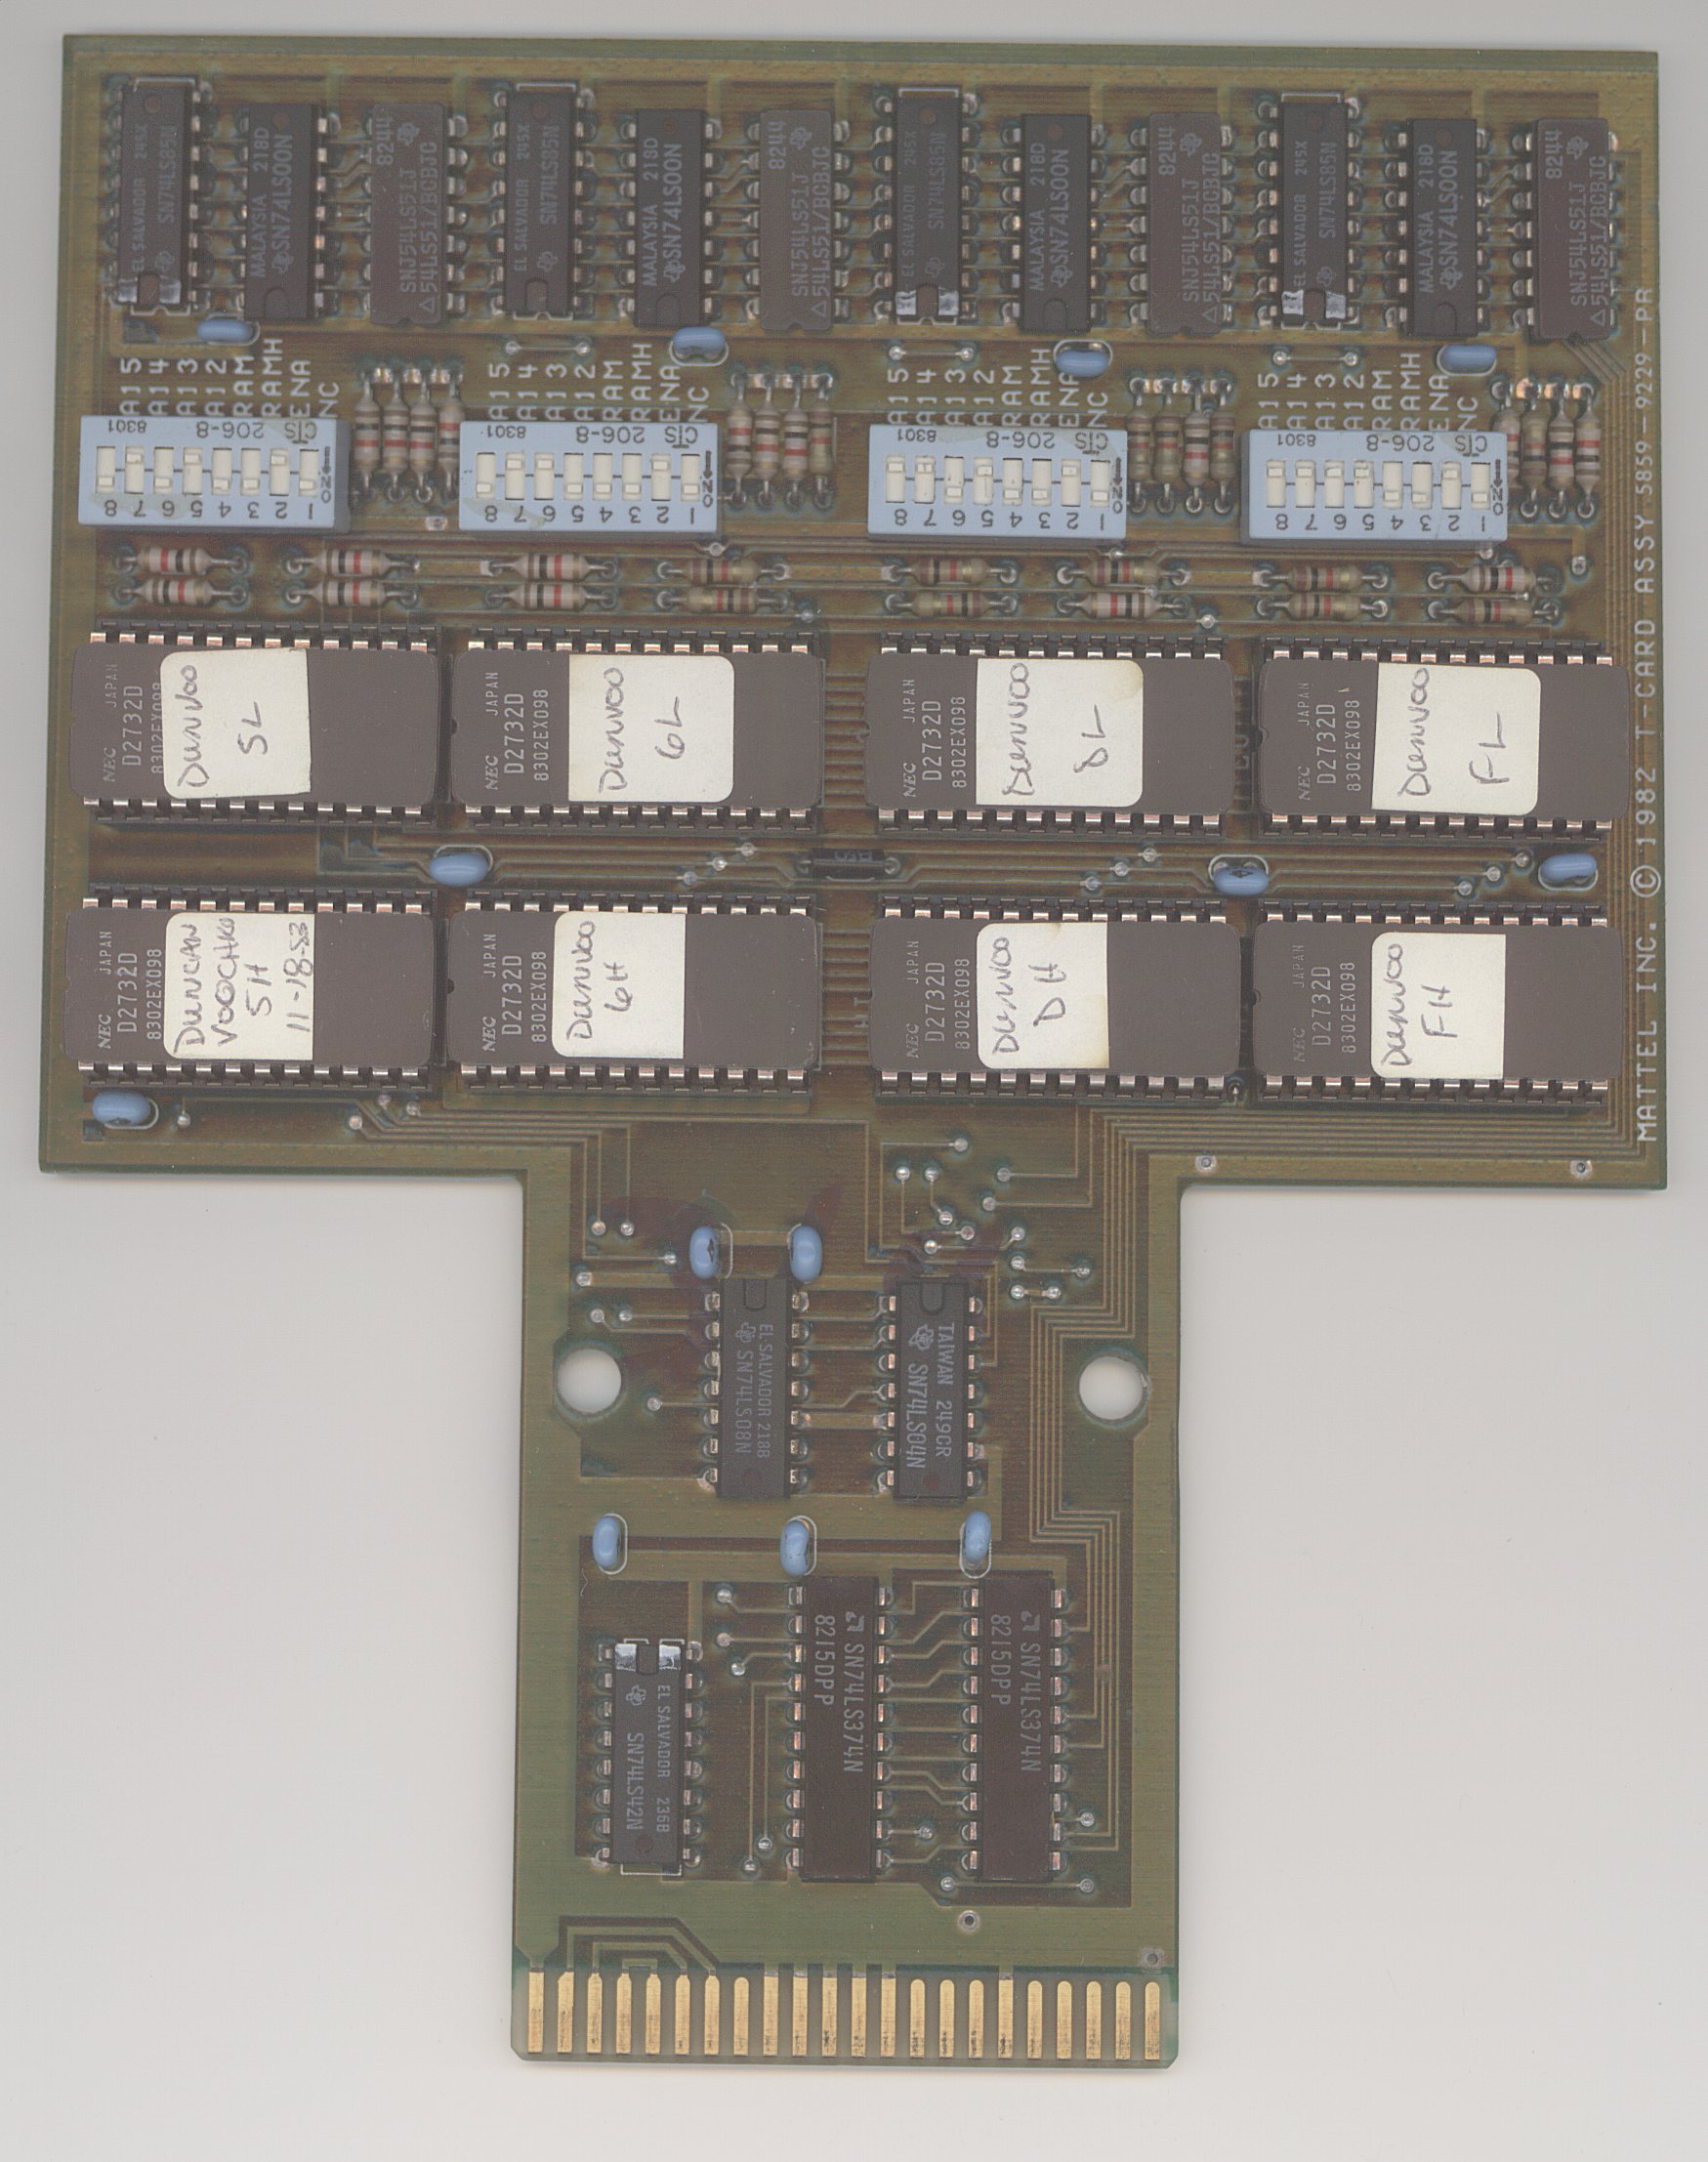 EL SALVADOR 245X
SN74LS85N
MALAYSIA 218D
SN74LS00N
8244
SNJ54LS51J
54LS51/BCBJC
EL SALVADOR 245X
SN74LS85N
MALAYSIA 218D
SN74LS00N
8244
SNJ54LS51J
54LS51/BCBJC
EL SALVADOR 245X
SN74LS85N
MALAYSIA 218D
SN74LS00N
8244
SNJ54LS51J
54LS51/BCBJC
EL SALVADOR 245X
SN74LS85N
MALAYSIA 218D
SN74LS00N
8244
SNJ54LS51J
54LS51/BCBJC
A15
A14
A13
A12
RAM
RAMH
ENA
NC
A15
A14
A13
A12
RAM
RAMH
ENA
NC
A15
A14
A13
A12
RAM
RAMH
ENA
NC
A15
A14
A13
A12
RAM
RAMH
ENA
NC
CTS 206-8 8301
ON
1 2 3 4 5 6 7 8
CTS 206-8 8301
ON
1 2 3 4 5 6 7 8
CTS 206-8 8301
ON
1 2 3 4 5 6 7 8
CTS 206-8 8301
ON
1 2 3 4 5 6 7 8
NEC JAPAN
D2732D
8302EX098
DUNVOO
5L
NEC JAPAN
D2732D
8302EX098
DUNVOO
6L
NEC JAPAN
D2732D
8302EX098
DUNVOO
DL
NEC JAPAN
D2732D
8302EX098
DUNVOO
FL
NEC JAPAN
D2732D
8302EX098
DUNCAN
VOOCHKO
5H
11-18-83
NEC JAPAN
D2732D
8302EX098
DUNVOO
6H
NEC JAPAN
D2732D
8302EX098
DUNVOO
DH
NEC JAPAN
D2732D
8302EX098
DUNVOO
FH
MATTEL INC. © 1982 T-CARD ASSY 5859-9229-PR
EL SALVADOR 218B
SN74LS08N
TAIWAN 249CR
SN74LS04N
EL SALVADOR 236B
SN74LS42N
SN74LS374N
8215DPP
SN74LS374N
8215DPP